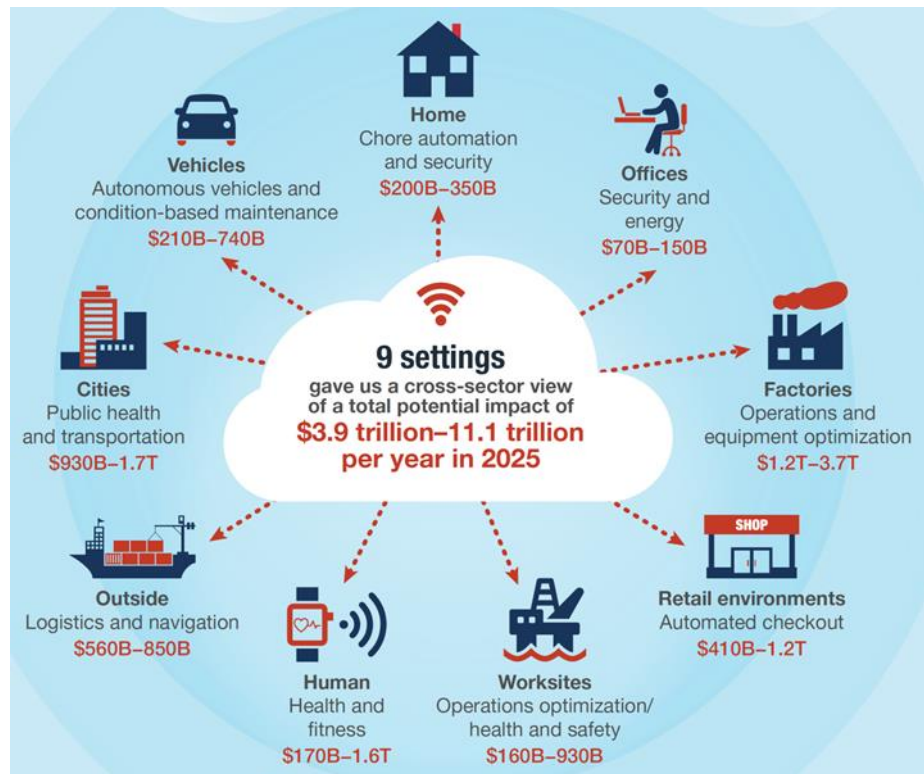 Home
Chore automation
and security
$200B–350B
Offices
Security and
energy
$70B–150B
Factories
Operations and
equipment optimization
$1.2T–3.7T
SHOP
Retail environments
Automated checkout
$410B–1.2T
Worksites
Operations optimization/
health and safety
$160B–930B
Human
Health and
fitness
$170B–1.6T
Outside
Logistics and navigation
$560B–850B
Cities
Public health
and transportation
$930B–1.7T
Vehicles
Autonomous vehicles and
condition-based maintenance
$210B–740B
9 settings
gave us a cross-sector view
of a total potential impact of
$3.9 trillion–11.1 trillion
per year in 2025